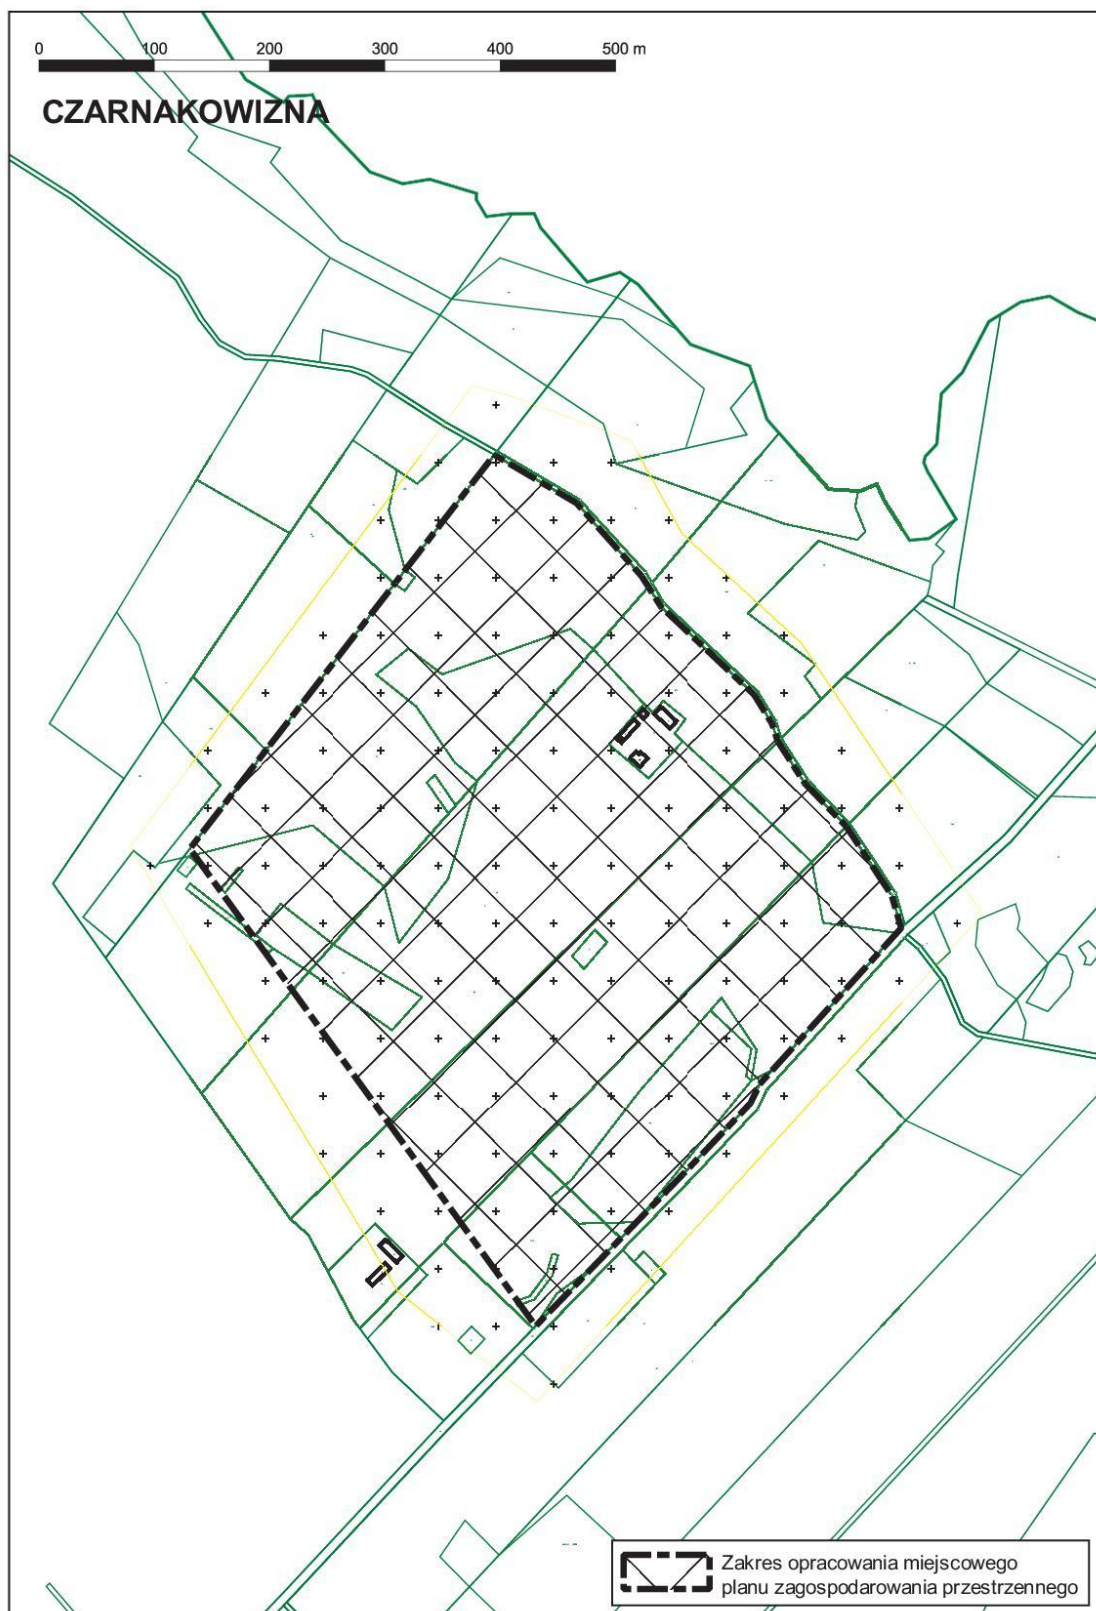 0 100 200 300 400 500 m
CZARNAKOWIZNA
Zakres opracowania miejscowego
planu zagospodarowania przestrzennego